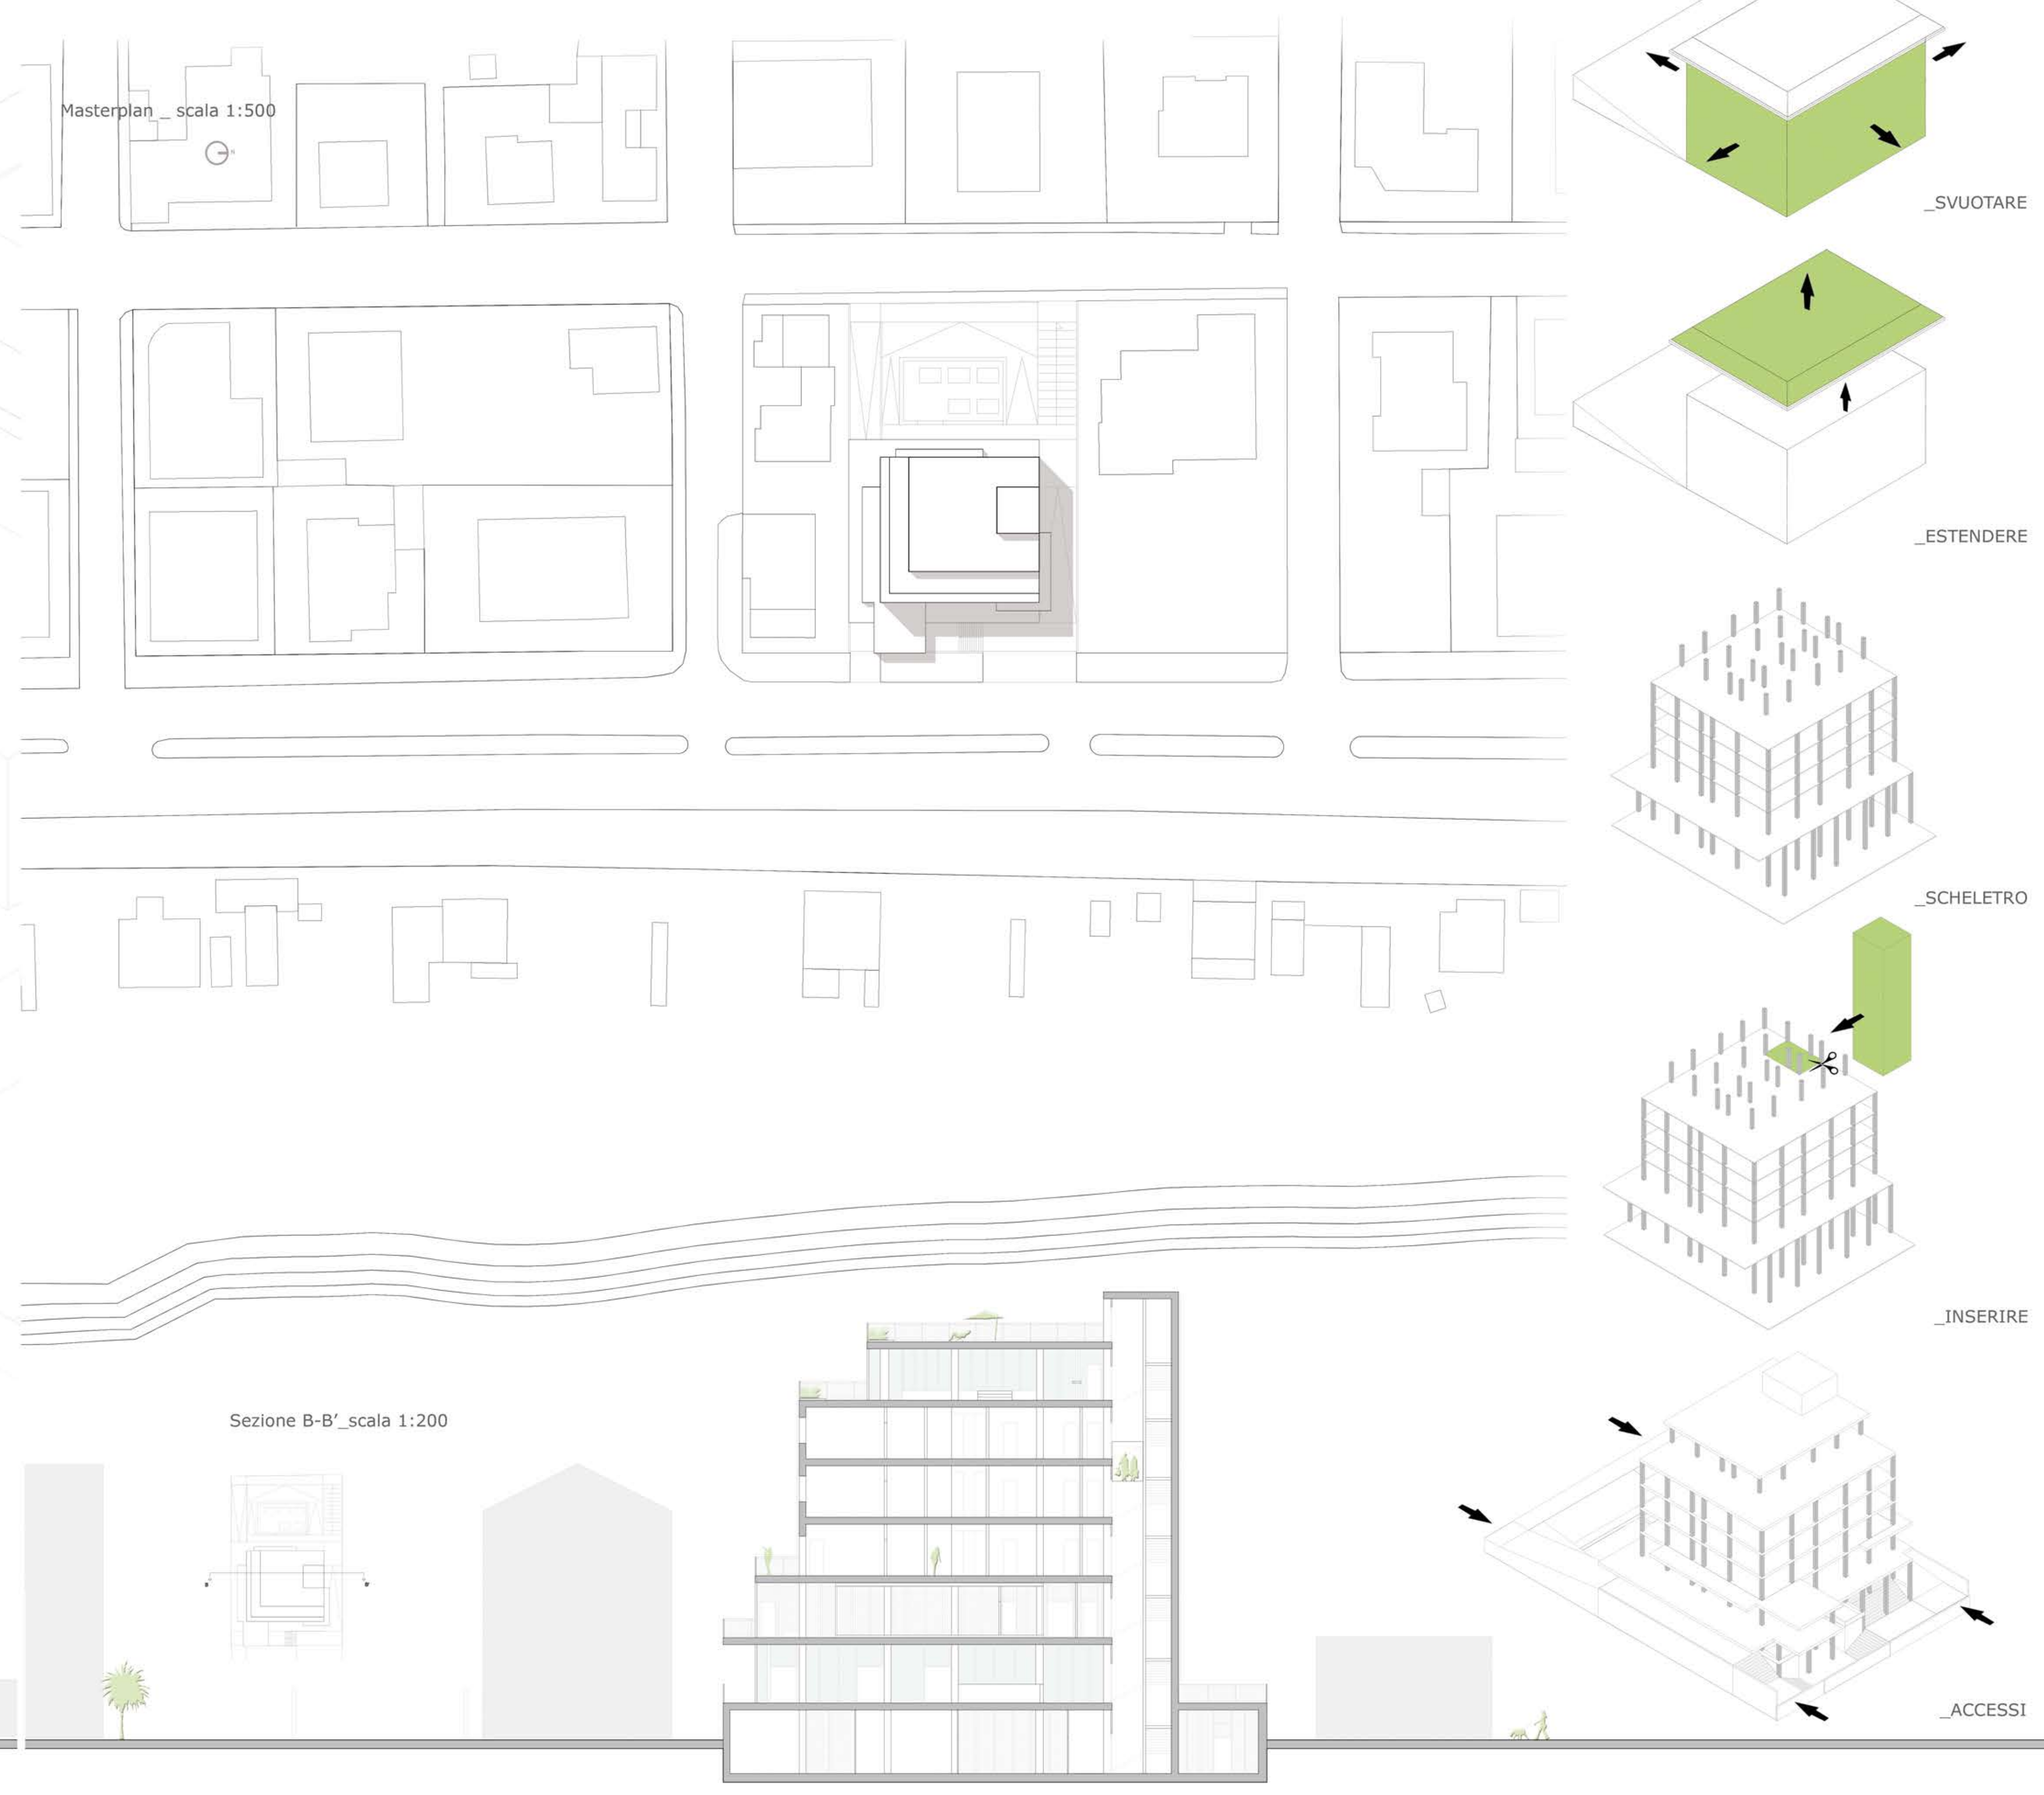 Masterplan _ scala 1:500
N
_SVUOTARE
_ESTENDERE
_SCHELETRO
_INSERIRE
Sezione B-B’_scala 1:200
_ACCESSI